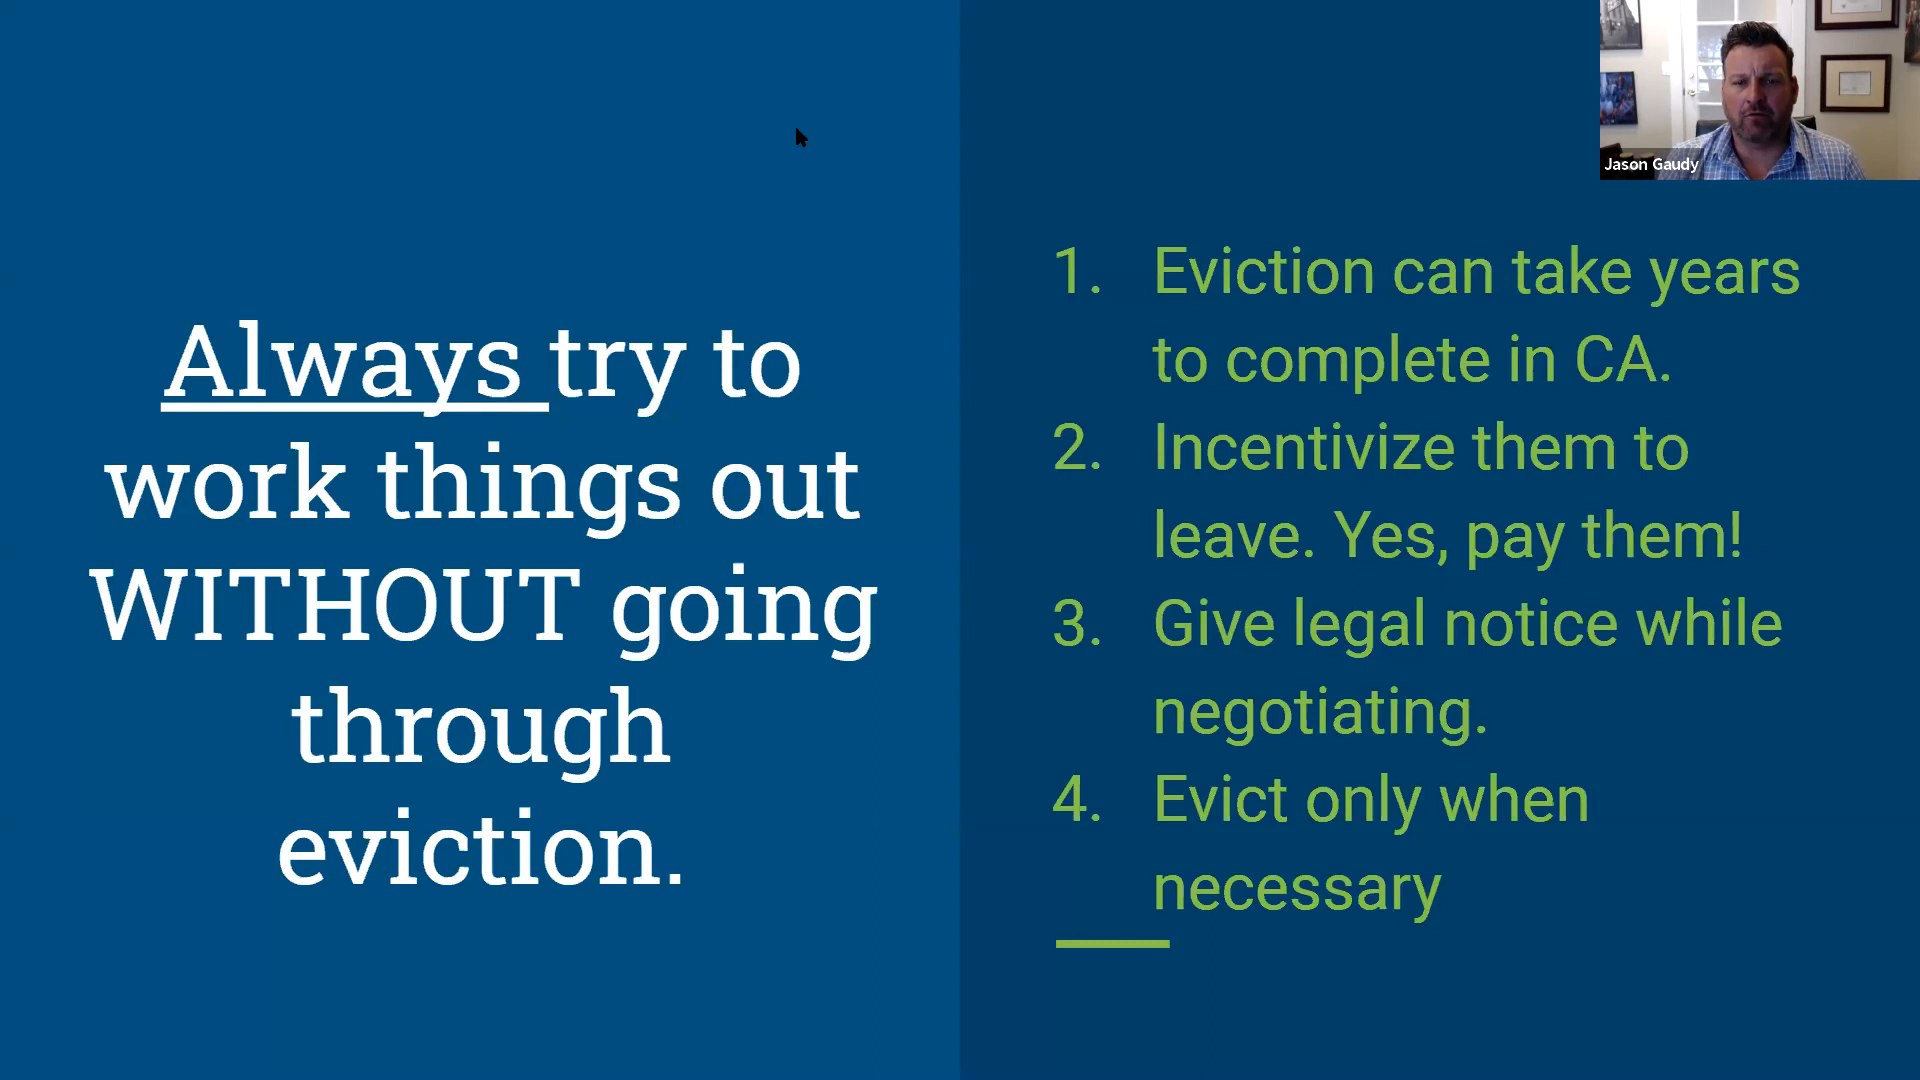 Always try to
work things out
WITHOUT going
through
eviction.
1. Eviction can take years
to complete in CA.
2. Incentivize them to
leave. Yes, pay them!
3. Give legal notice while
negotiating.
4. Evict only when
necessary
Jason Gaudy